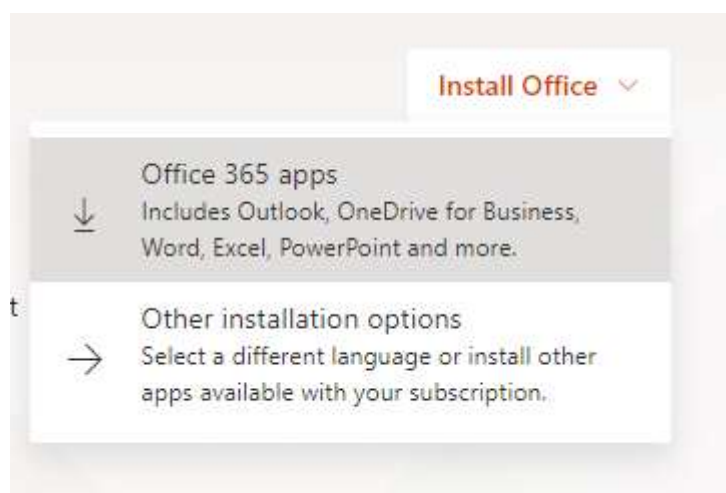 Install Office
Office 365 apps
Includes Outlook, OneDrive for Business,
Word, Excel, PowerPoint and more.
t
Other installation options
Select a different language or install other
apps available with your subscription.